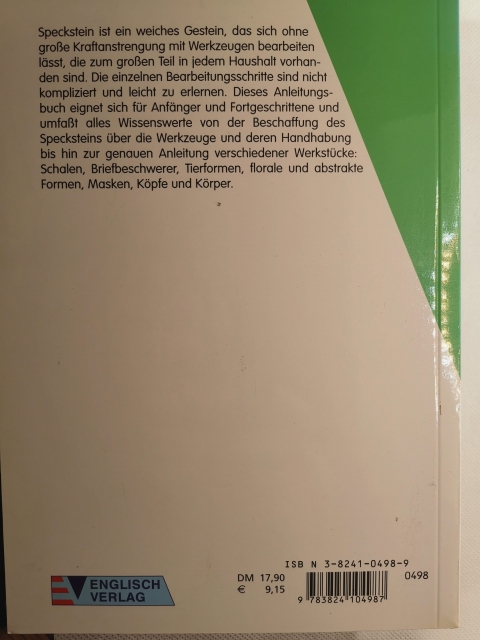 Speckstein ist ein weiches Gestein, das sich ohne
große Kraftanstrengung mit Werkzeugen bearbeiten
lässt, die zum großen Teil in jedem Haushalt vorhan-
den sind. Die einzelnen Bearbeitungsschritte sind nicht
kompliziert und leicht zu erlernen. Dieses Anleitungs-
buch eignet sich für Anfänger und Fortgeschrittene und
umfaßt alles Wissenswerte von der Beschaffung des
Specksteins über die Werkzeuge und deren Handhabung
bis hin zur genauen Anleitung verschiedener Werkstücke:
Schalen, Briefbeschwerer, Tierformen, florale und abstrakte
Formen, Masken, Köpfe und Körper.
ISB N 3-8241-0498-9
DM 17,90
€ 9,15
0498
9 783824 104987
EV ENGLISCH
VERLAG